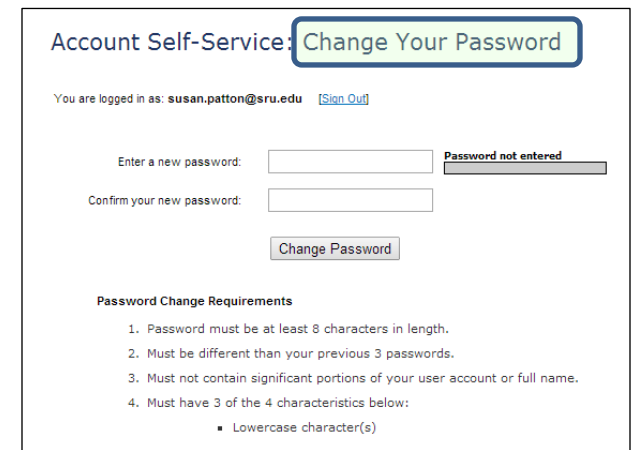 Account Self-Service: Change Your Password
You are logged in as: susan.patton@sru.edu [Sign Out]
Enter a new password: Password not entered
Confirm your new password:
Change Password
Password Change Requirements
1. Password must be at least 8 characters in length.
2. Must be different than your previous 3 passwords.
3. Must not contain significant portions of your user account or full name.
4. Must have 3 of the 4 characteristics below:
▪ Lowercase character(s)